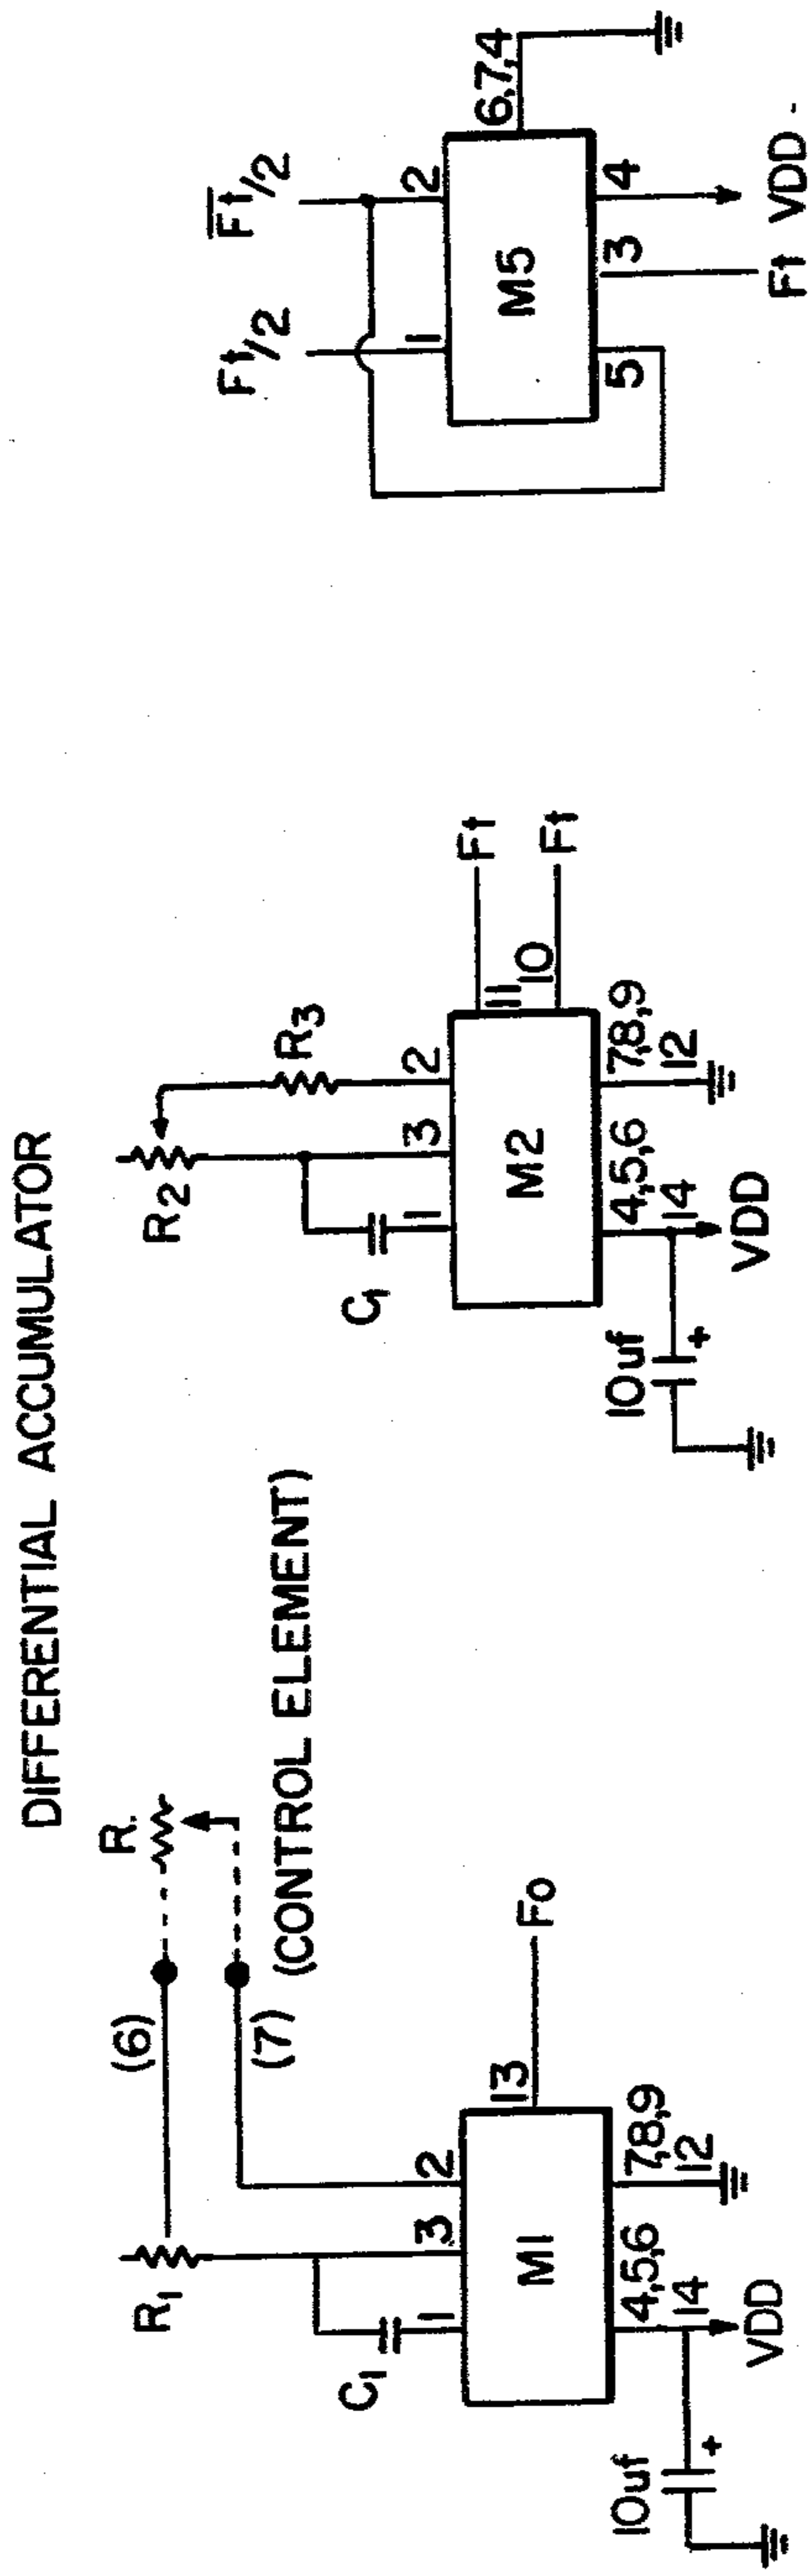 DIFFERENTIAL ACCUMULATOR
R1
(6)
R.
(7)
(CONTROL ELEMENT)
C1
1
3
2
M1
13
Fo
4,5,6
14
7,8,9
12
10uf
+
VDD
R2
R3
C1
1
3
2
M2
11
Ft
10
Ft
4,5,6
14
7,8,9
12
10uf
+
VDD
Ft/2
F̅t̅/2
1
2
M5
6,7,4
5
3
4
Ft
VDD -